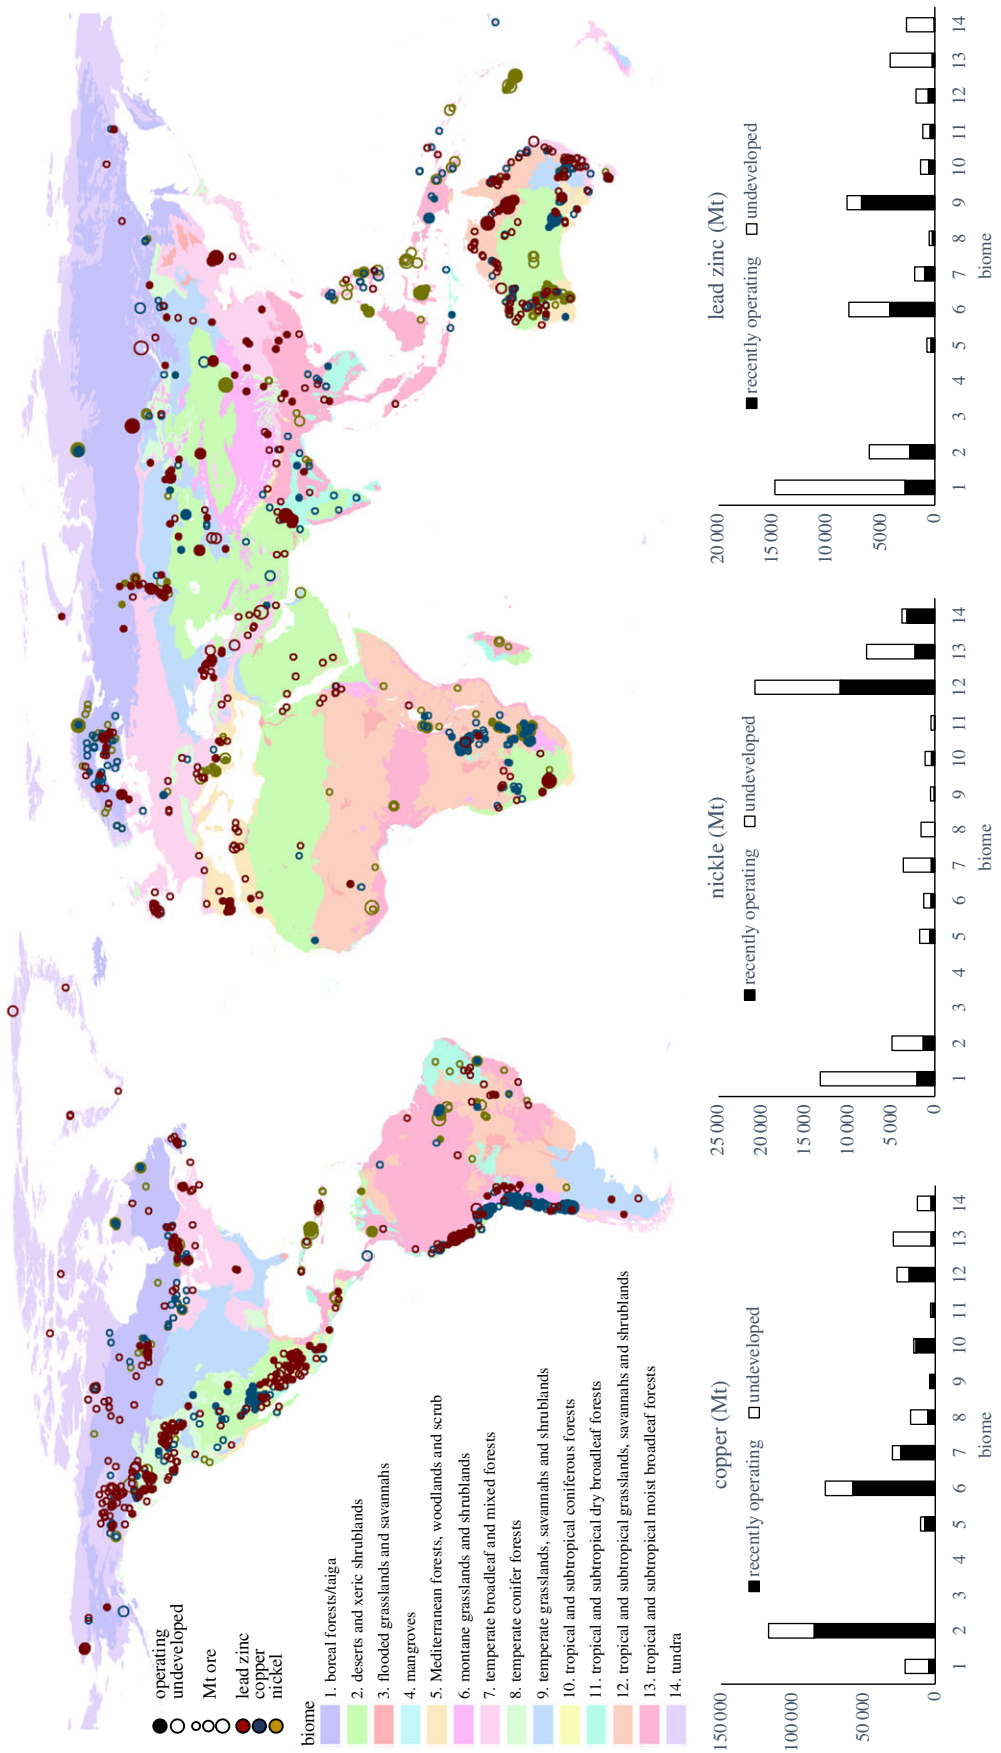 operating
undeveloped
Mt ore
lead zinc
copper
nickel
biome
1. boreal forests/taiga
2. deserts and xeric shrublands
3. flooded grasslands and savannahs
4. mangroves
5. Mediterranean forests, woodlands and scrub
6. montane grasslands and shrublands
7. temperate broadleaf and mixed forests
8. temperate conifer forests
9. temperate grasslands, savannahs and shrublands
10. tropical and subtropical coniferous forests
11. tropical and subtropical dry broadleaf forests
12. tropical and subtropical grasslands, savannahs and shrublands
13. tropical and subtropical moist broadleaf forests
14. tundra
copper (Mt)
recently operating undeveloped
150 000
100 000
50 000
0
1 2 3 4 5 6 7 8 9 10 11 12 13 14
biome
nickle (Mt)
recently operating undeveloped
25 000
20 000
15 000
10 000
5 000
0
1 2 3 4 5 6 7 8 9 10 11 12 13 14
biome
lead zinc (Mt)
recently operating undeveloped
20 000
15 000
10 000
5000
0
1 2 3 4 5 6 7 8 9 10 11 12 13 14
biome